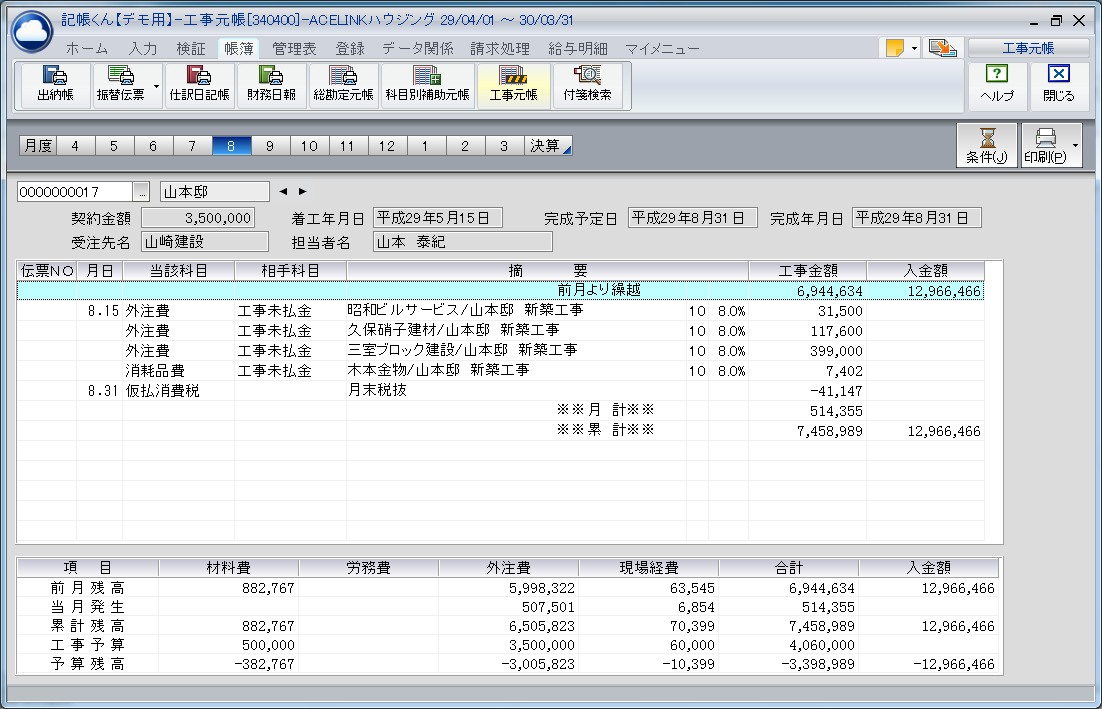 記帳くん【デモ用】-工事元帳[340400]-ACELINKハウジング 29/04/01 ～ 30/03/31
ホーム 入力 検証 帳簿 管理表 登録 データ関係 請求処理 給与明細 マイメニュー 工事元帳
出納帳 振替伝票 仕訳日記帳 財務日報 総勘定元帳 科目別補助元帳 工事元帳 付箋検索 ヘルプ 閉じる
月度 4 5 6 7 8 9 10 11 12 1 2 3 決算 条件(J) 印刷(P)
0000000017 ... 山本邸 ◀ ▶
契約金額 3,500,000 着工年月日 平成29年5月15日 完成予定日 平成29年8月31日 完成年月日 平成29年8月31日
受注先名 山崎建設 担当者名 山本 泰紀
伝票NO 月日 当該科目 相手科目 摘 要 工事金額 入金額
前月より繰越 6,944,634 12,966,466
8.15 外注費 工事未払金 昭和ビルサービス/山本邸 新築工事 10 8.0% 31,500
外注費 工事未払金 久保硝子建材/山本邸 新築工事 10 8.0% 117,600
外注費 工事未払金 三室ブロック建設/山本邸 新築工事 10 8.0% 399,000
消耗品費 工事未払金 木本金物/山本邸 新築工事 10 8.0% 7,402
8.31 仮払消費税 月末税抜 -41,147
※※月 計※※ 514,355
※※累 計※※ 7,458,989 12,966,466
項 目 材料費 労務費 外注費 現場経費 合計 入金額
前月残高 882,767 5,998,322 63,545 6,944,634 12,966,466
当月発生 507,501 6,854 514,355
累計残高 882,767 6,505,823 70,399 7,458,989 12,966,466
工事予算 500,000 3,500,000 60,000 4,060,000
予算残高 -382,767 -3,005,823 -10,399 -3,398,989 -12,966,466